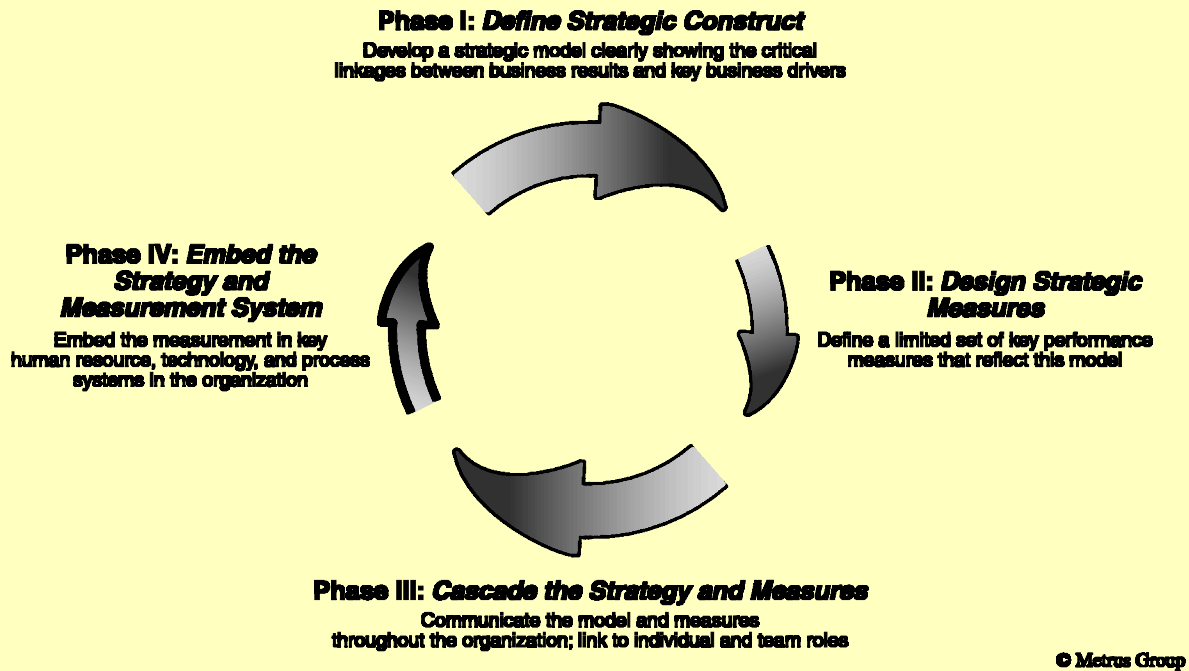 Phase I: Define Strategic Construct
Develop a strategic model clearly showing the critical
linkages between business results and key business drivers
Phase II: Design Strategic
Measures
Define a limited set of key performance
measures that reflect this model
Phase III: Cascade the Strategy and Measures
Communicate the model and measures
throughout the organization; link to individual and team roles
Phase IV: Embed the
Strategy and
Measurement System
Embed the measurement in key
human resource, technology, and process
systems in the organization
© Metrus Group